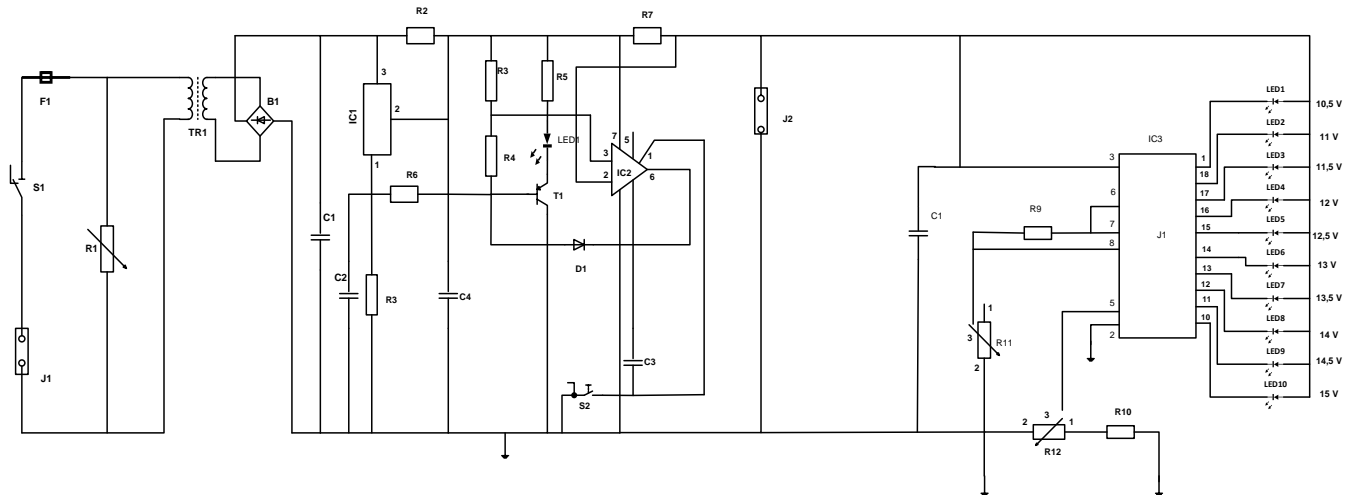 R2
R7
F1
TR1
B1
3
IC1
2
1
R3
R5
LED1
R4
7
5
3
2
1
6
IC2
J2
S1
R1
J1
R6
T1
C1
C2
R3
C4
D1
C3
S2
C1
IC3
3
6
7
8
5
2
J1
1
18
17
16
15
14
13
12
11
10
R9
1
3
R11
2
2
3
1
R12
R10
LED1
10,5 V
LED2
11 V
LED3
11,5 V
LED4
12 V
LED5
12,5 V
LED6
13 V
LED7
13,5 V
LED8
14 V
LED9
14,5 V
LED10
15 V